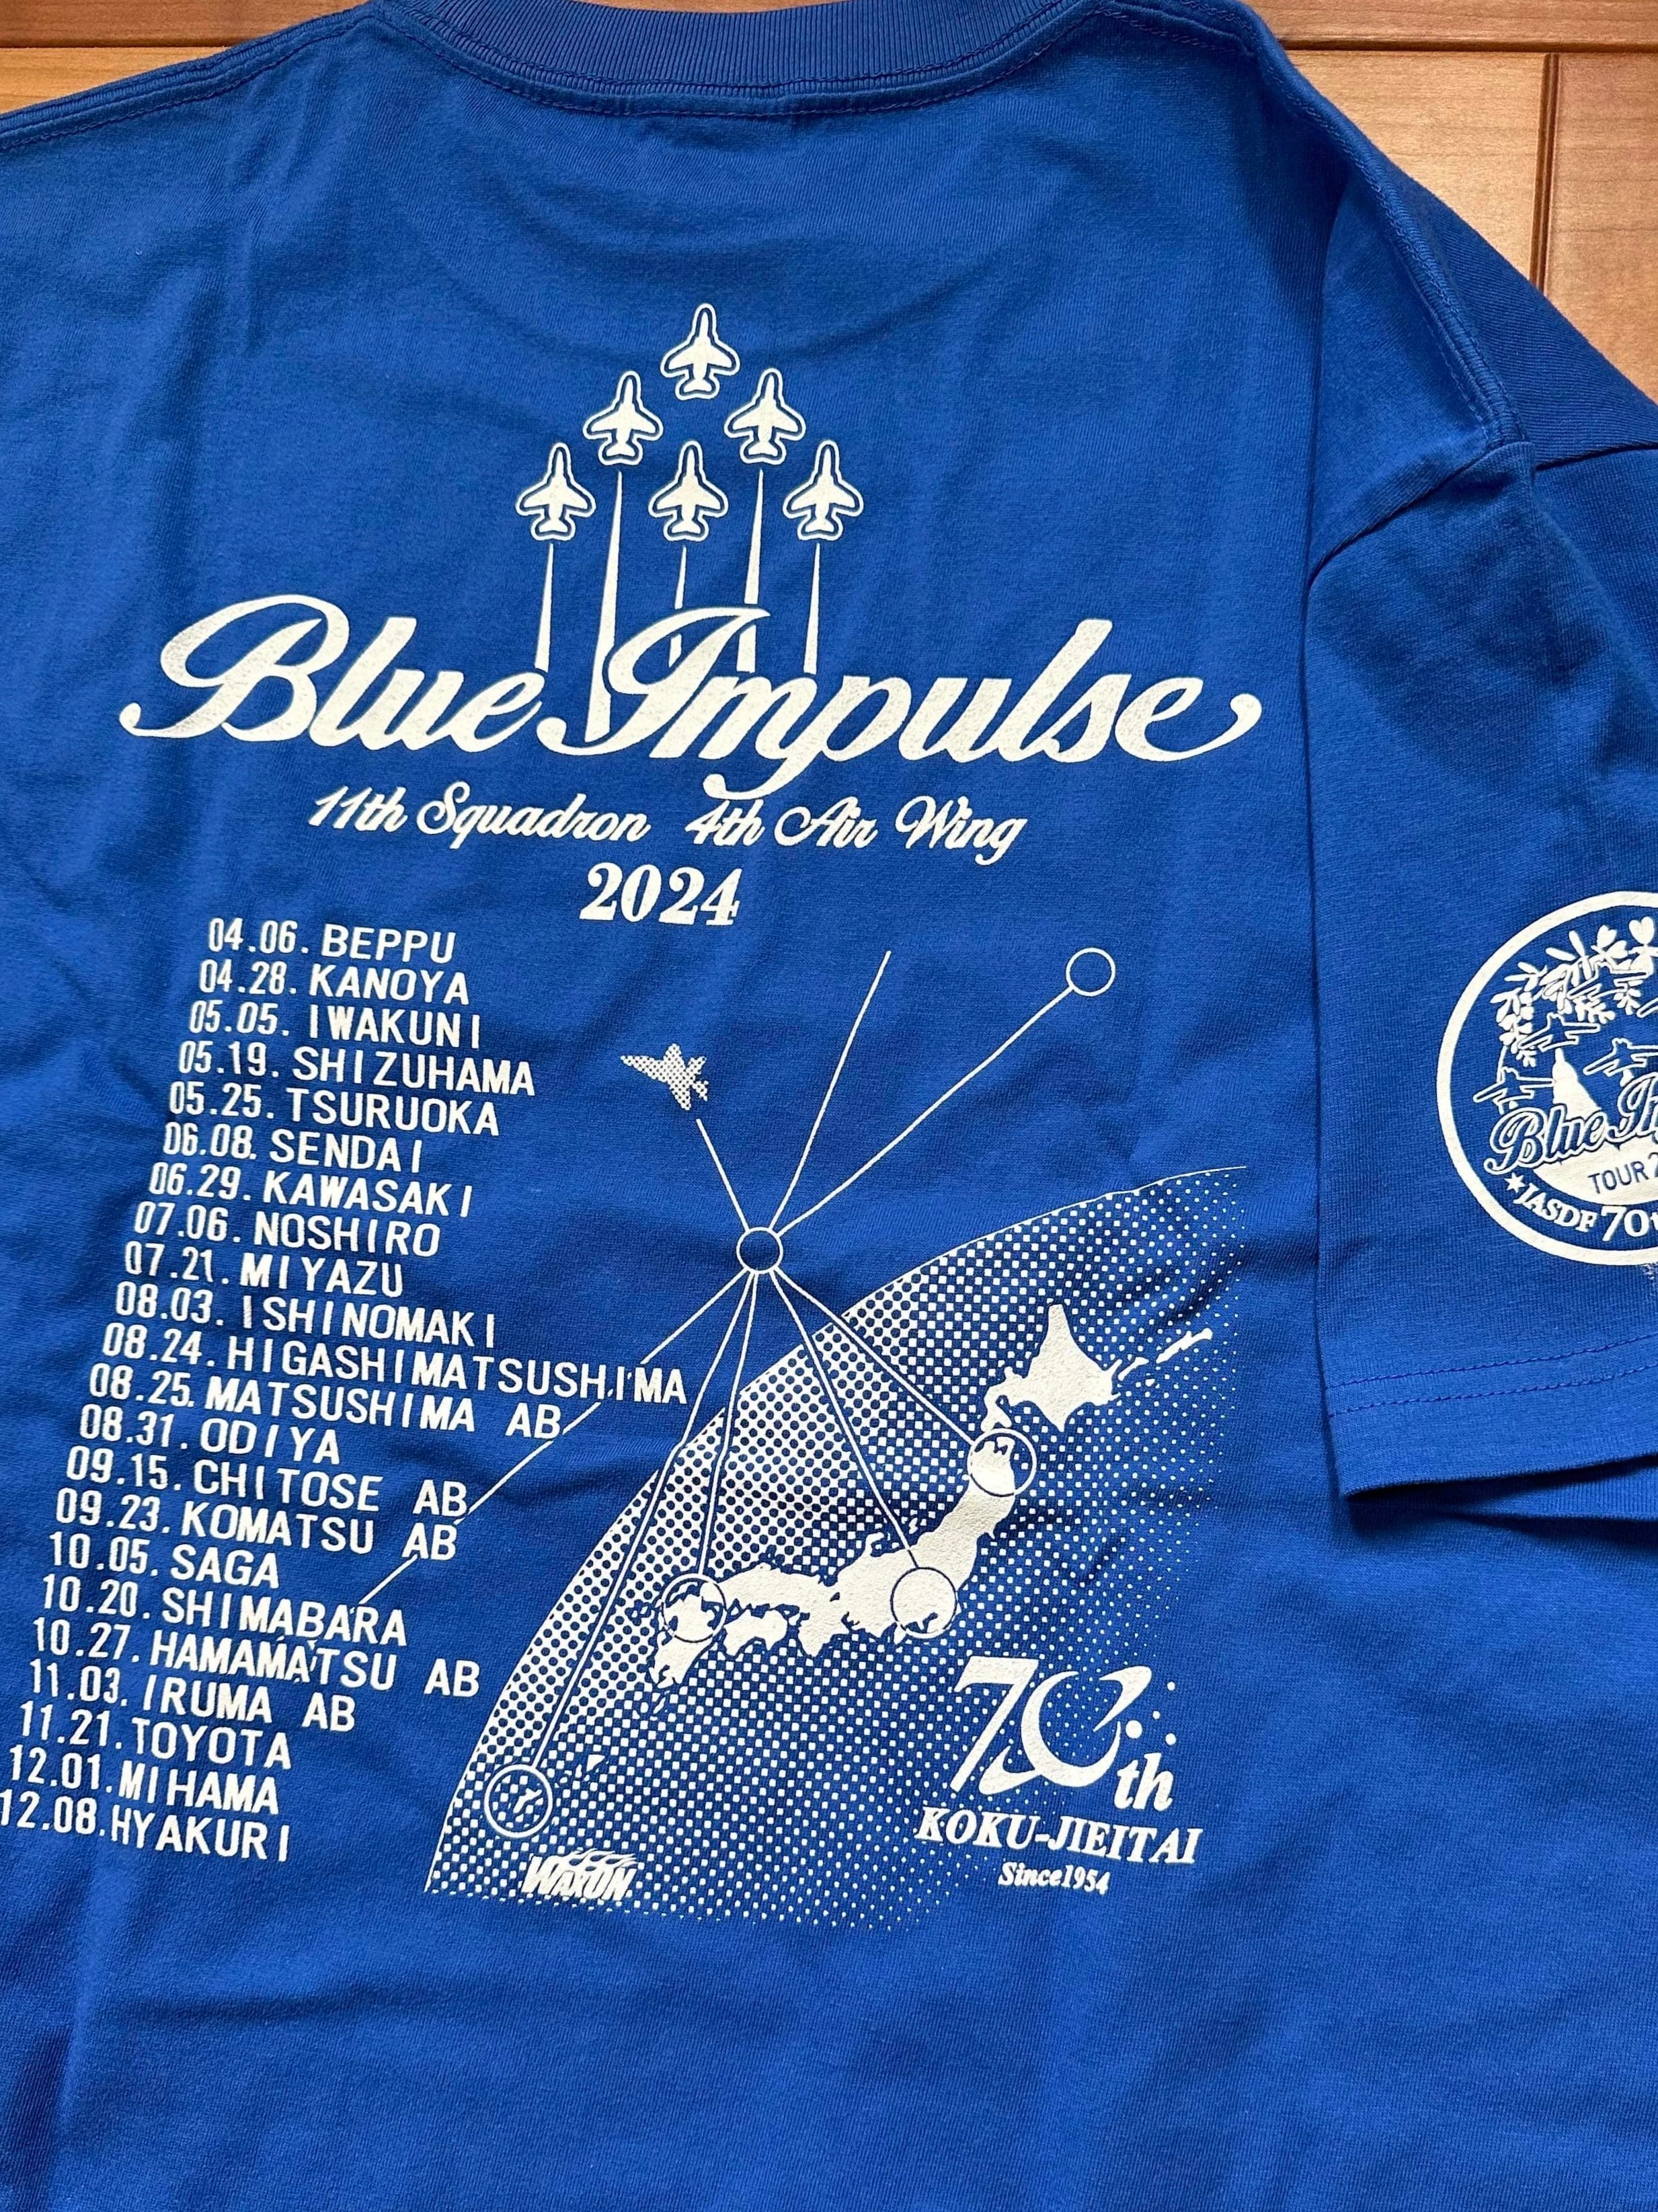 Blue Impulse
11th Squadron 4th Air Wing
2024
04.06. BEPPU
04.28. KANOYA
05.05. IWAKUNI
05.19. SHIZUHAMA
05.25. TSURUOKA
06.08. SENDAI
06.29. KAWASAKI
07.06. NOSHIRO
07.21. MIYAZU
08.03. ISHINOMAKI
08.24. HIGASHIMATSUSHIMA
08.25. MATSUSHIMA AB
08.31. ODIYA
09.15. CHITOSE AB
09.23. KOMATSU AB
10.05. SAGA
10.20. SHIMABARA
10.27. HAMAMATSU AB
11.03. IRUMA AB
11.21. TOYOTA
12.01. MIHAMA
12.08. HYAKURI
70th
KOKU-JIEITAI
Since1954
WAXON
Blue
TOUR
JASDF 70